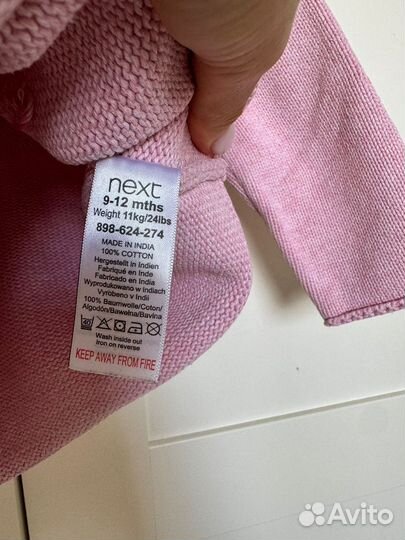 next
9-12 mths
Weight 11kg/24lbs
898-624-274
MADE IN INDIA
100% COTTON
Hergestellt in Indien
Fabriqué en Inde
Fabricado en India
Wyprodukowano w Indiach
Vyrobeno v Indii
100% Baumwolle/Coton/
Algodón/Bawełna/Bavlna
40
Wash inside out
Iron on reverse
KEEP AWAY FROM FIRE
Avito